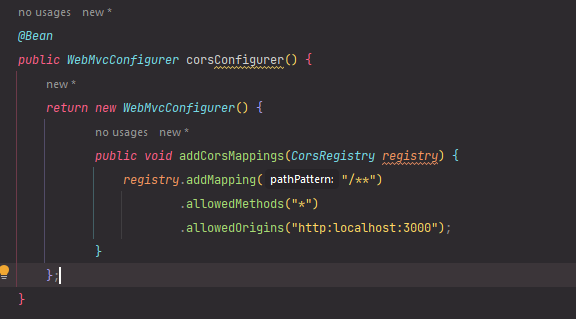 no usages   new *
@Bean
public WebMvcConfigurer corsConfigurer() {
new *
return new WebMvcConfigurer() {
no usages   new *
public void addCorsMappings(CorsRegistry registry) {
registry.addMapping( pathPattern: "/**")
.allowedMethods("*")
.allowedOrigins("http:localhost:3000");
}
};
}